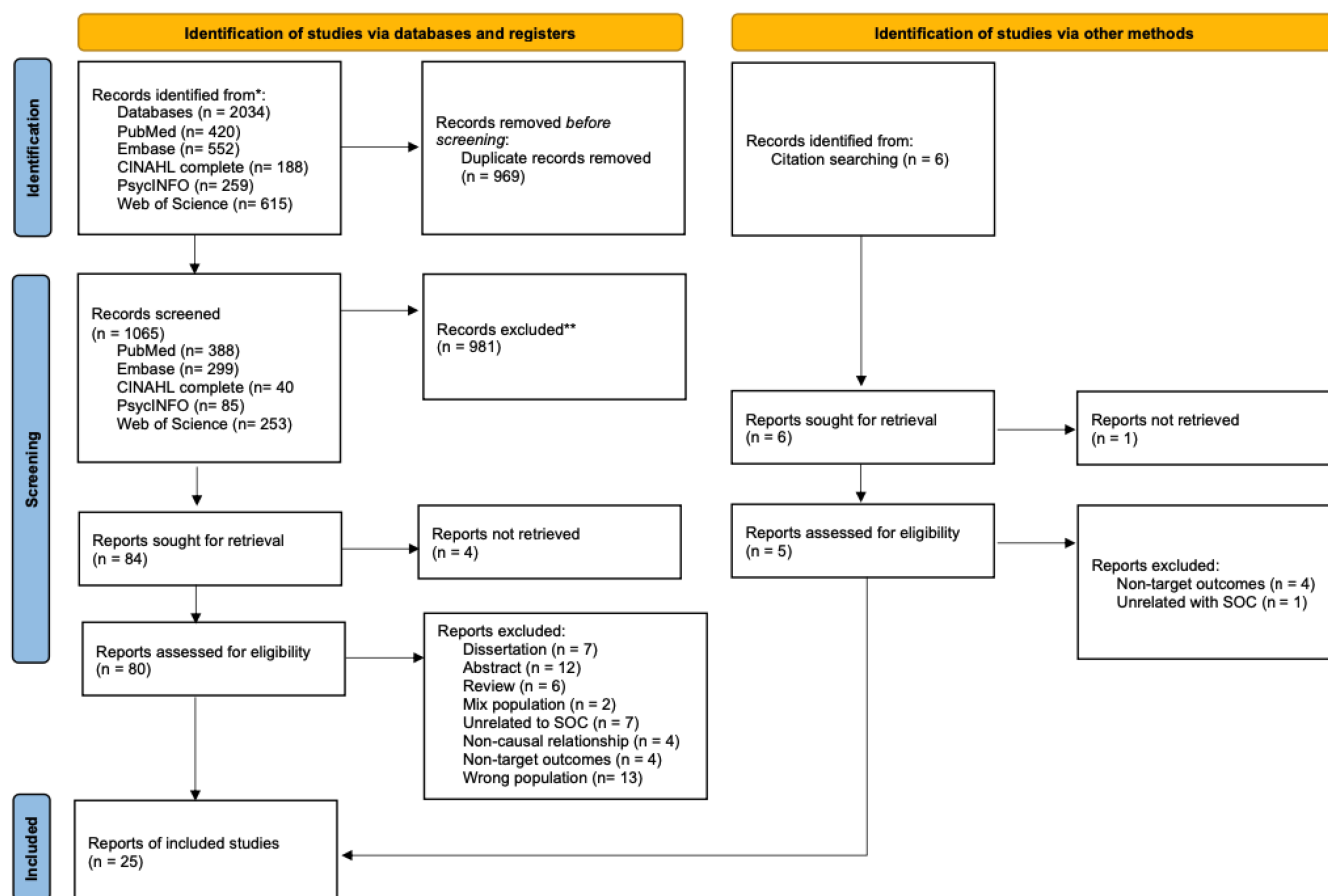 Identification of studies via databases and registers
Identification of studies via other methods
Identification
Records identified from*:
Databases (n = 2034)
PubMed (n= 420)
Embase (n= 552)
CINAHL complete (n= 188)
PsycINFO (n= 259)
Web of Science (n= 615)
Records removed before
screening:
Duplicate records removed
(n = 969)
Records identified from:
Citation searching (n = 6)
Screening
Records screened
(n = 1065)
PubMed (n= 388)
Embase (n= 299)
CINAHL complete (n= 40
PsycINFO (n= 85)
Web of Science (n= 253)
Records excluded**
(n = 981)
Reports sought for retrieval
(n = 6)
Reports not retrieved
(n = 1)
Reports sought for retrieval
(n = 84)
Reports not retrieved
(n = 4)
Reports assessed for eligibility
(n = 5)
Reports excluded:
Non-target outcomes (n = 4)
Unrelated with SOC (n = 1)
Reports assessed for eligibility
(n = 80)
Reports excluded:
Dissertation (n = 7)
Abstract (n = 12)
Review (n = 6)
Mix population (n = 2)
Unrelated to SOC (n = 7)
Non-causal relationship (n = 4)
Non-target outcomes (n = 4)
Wrong population (n= 13)
Included
Reports of included studies
(n = 25)